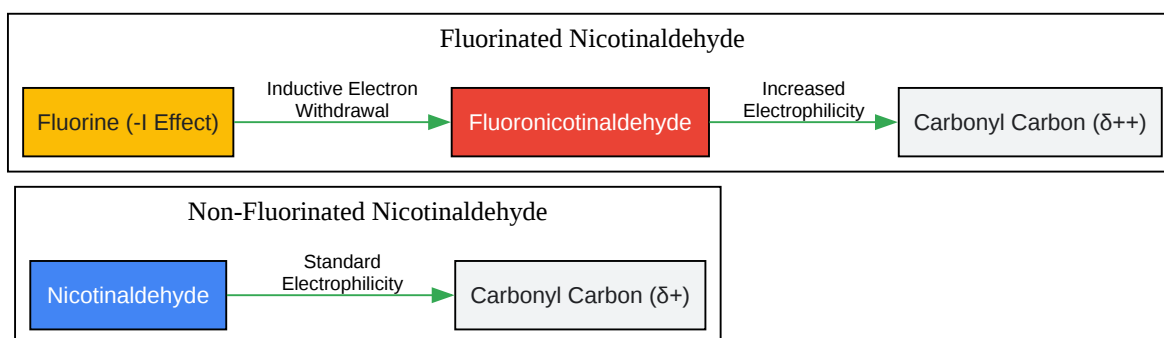 Fluorinated Nicotinaldehyde
Fluorine (-I Effect)
Inductive Electron
Withdrawal
Fluoronicotinaldehyde
Increased
Electrophilicity
Carbonyl Carbon (δ++)
Non-Fluorinated Nicotinaldehyde
Nicotinaldehyde
Standard
Electrophilicity
Carbonyl Carbon (δ+)